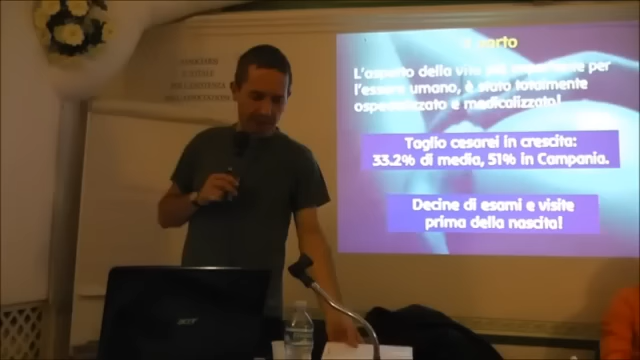 Il parto
L'aspetto della vita più importante per
l'essere umano, è stato totalmente
ospedalizzato e medicalizzato!
Taglio cesarei in crescita:
33.2% di media, 51% in Campania.
Decine di esami e visite
prima della nascita!
acer